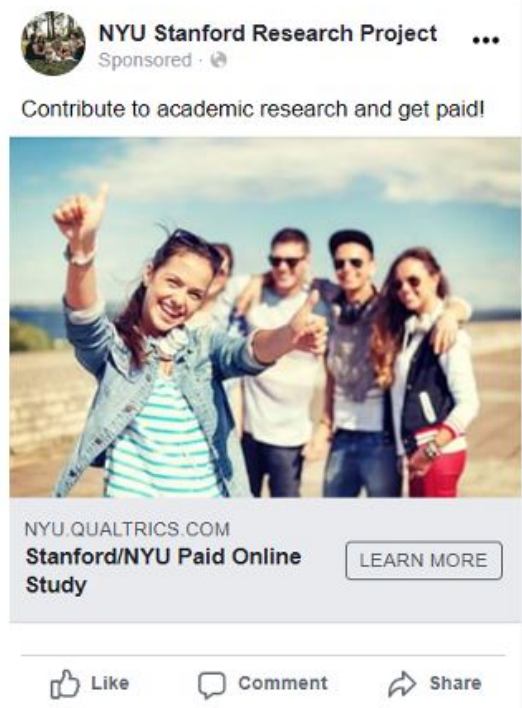 NYU Stanford Research Project
Sponsored ·
Contribute to academic research and get paid!
NYU.QUALTRICS.COM
Stanford/NYU Paid Online
Study
LEARN MORE
Like
Comment
Share